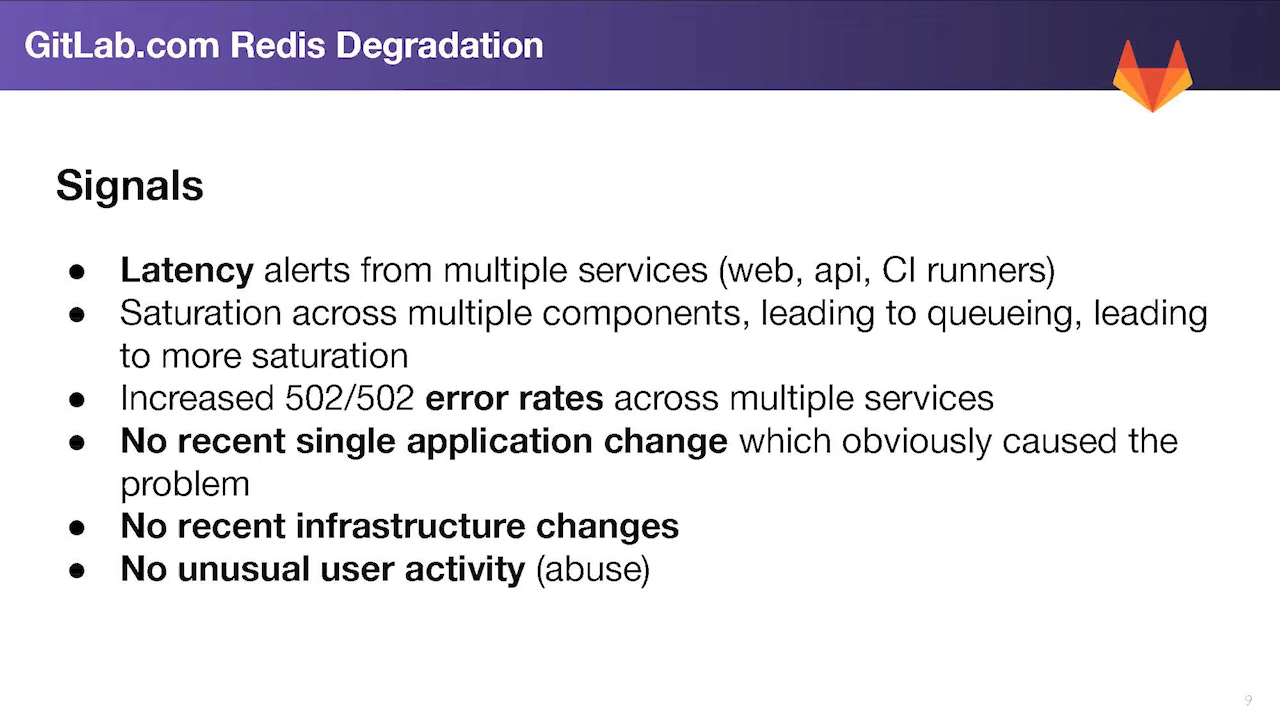 GitLab.com Redis Degradation
Signals
● Latency alerts from multiple services (web, api, CI runners)
● Saturation across multiple components, leading to queueing, leading
to more saturation
● Increased 502/502 error rates across multiple services
● No recent single application change which obviously caused the
problem
● No recent infrastructure changes
● No unusual user activity (abuse)
9